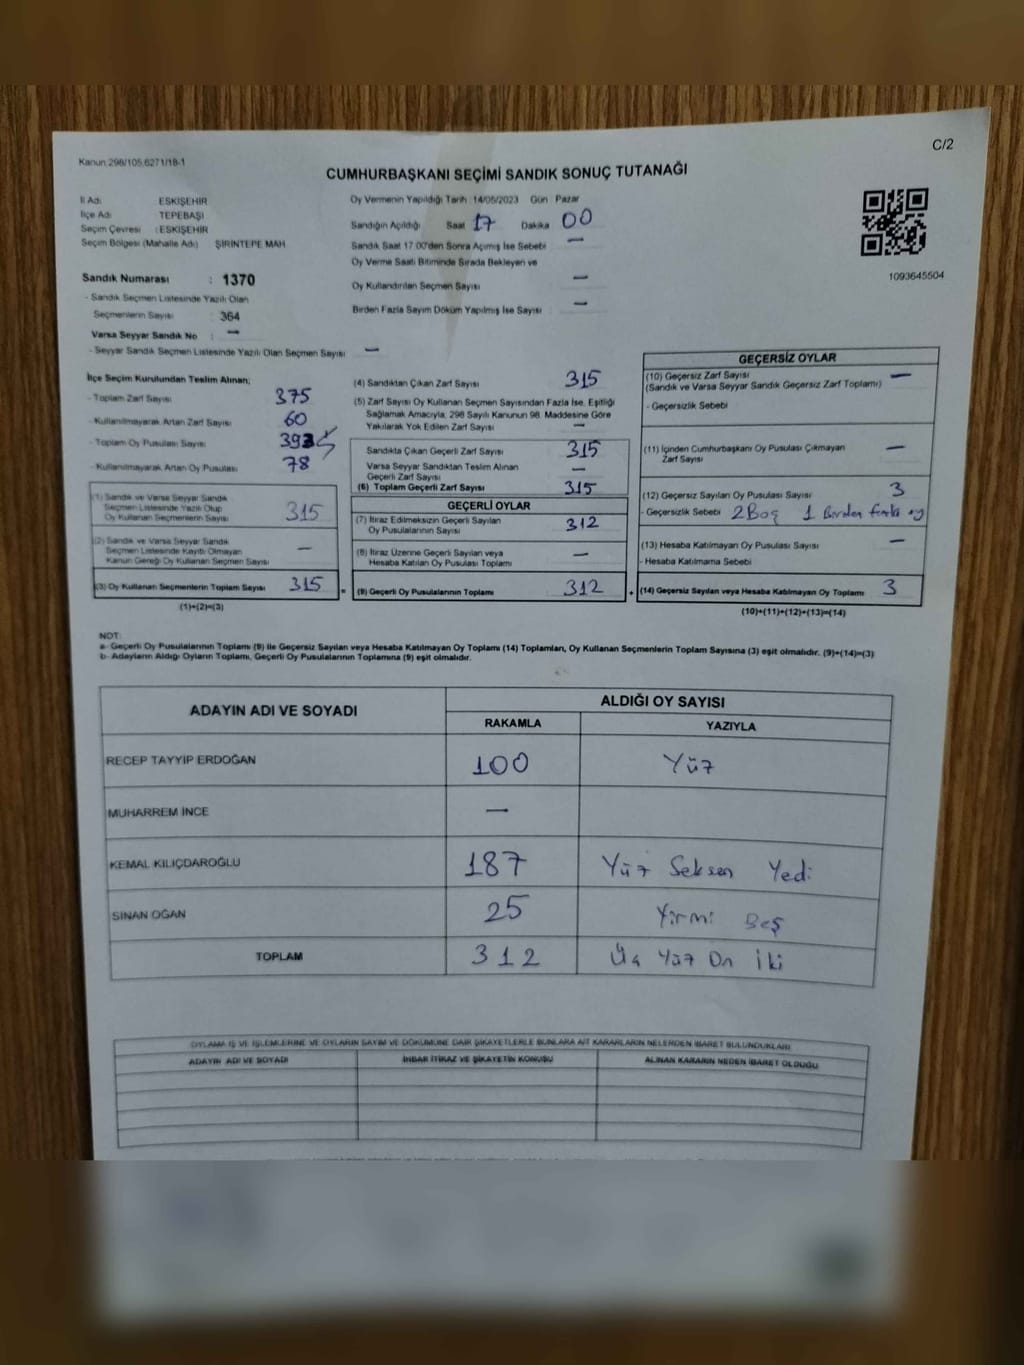 C/2
Kanun.298/105.6271/18-1
CUMHURBAŞKANI SEÇİMİ SANDIK SONUÇ TUTANAĞI
İl Adı ESKİŞEHİR
İlçe Adı TEPEBAŞI
Seçim Çevresi : ESKİŞEHİR
Seçim Bölgesi (Mahalle Adı) ŞİRİNTEPE MAH
Sandık Numarası : 1370
- Sandık Seçmen Listesinde Yazılı Olan
Seçmenlerin Sayısı : 364
Varsa Seyyar Sandık No : —
- Seyyar Sandık Seçmen Listesinde Yazılı Olan Seçmen Sayısı —
Oy Vermenin Yapıldığı Tarih 14/05/2023 Gün Pazar
Sandığın Açıldığı Saat 17 Dakika 00
Sandık Saat 17:00'den Sonra Açımış İse Sebebi —
Oy Verme Saati Bitiminde Sırada Bekleyen ve
Oy Kullandırılan Seçmen Sayısı —
Birden Fazla Sayım Döküm Yapılmış İse Sayısı —
1093645504
İlçe Seçim Kurulundan Teslim Alınan;
- Toplam Zarf Sayısı 375
- Kullanılmayarak Artan Zarf Sayısı 60
- Toplam Oy Pusulası Sayısı
- Kullanılmayarak Artan Oy Pusulası 78
(1) Sandık ve Varsa Seyyar Sandık
Seçmen Listesinde Yazılı Olup
Oy Kullanan Seçmenlerin Sayısı 315
(2) Sandık ve Varsa Seyyar Sandık
Seçmen Listesinde Kayıtlı Olmayan
Kanun Gereği Oy Kullanan Seçmen Sayısı —
(3) Oy Kullanan Seçmenlerin Toplam Sayısı 315 =
(1)+(2)=(3)
(4) Sandıktan Çıkan Zarf Sayısı 315
(5) Zarf Sayısı Oy Kullanan Seçmen Sayısından Fazla İse, Eşitliği
Sağlamak Amacıyla; 298 Sayılı Kanunun 98. Maddesine Göre
Yakılarak Yok Edilen Zarf Sayısı —
Sandıkta Çıkan Geçerli Zarf Sayısı 315
Varsa Seyyar Sandıktan Teslim Alınan
Geçerli Zarf Sayısı —
(6) Toplam Geçerli Zarf Sayısı 315
GEÇERLİ OYLAR
(7) İtiraz Edilmeksizin Geçerli Sayılan
Oy Pusulalarının Sayısı 312
(8) İtiraz Üzerine Geçerli Sayılan veya
Hesaba Katılan Oy Pusulası Toplamı —
(9) Geçerli Oy Pusulalarının Toplamı 312 +
GEÇERSİZ OYLAR
(10) Geçersiz Zarf Sayısı —
(Sandık ve Varsa Seyyar Sandık Geçersiz Zarf Toplamı)
- Geçersizlik Sebebi
(11) İçinden Cumhurbaşkanı Oy Pusulası Çıkmayan —
Zarf Sayısı
(12) Geçersiz Sayılan Oy Pusulası Sayısı 3
- Geçersizlik Sebebi 2 Boş 1 Birden fazla oy
(13) Hesaba Katılmayan Oy Pusulası Sayısı —
- Hesaba Katılmama Sebebi
(14) Geçersiz Sayılan veya Hesaba Katılmayan Oy Toplamı 3
(10)+(11)+(12)+(13)=(14)
NOT:
a- Geçerli Oy Pusulalarının Toplamı (9) ile Geçersiz Sayılan veya Hesaba Katılmayan Oy Toplamı (14) Toplamları, Oy Kullanan Seçmenlerin Toplam Sayısına (3) eşit olmalıdır. (9)+(14)=(3)
b- Adayların Aldığı Oyların Toplamı, Geçerli Oy Pusulalarının Toplamına (9) eşit olmalıdır.
ADAYIN ADI VE SOYADI ALDIĞI OY SAYISI
RAKAMLA YAZIYLA
RECEP TAYYİP ERDOĞAN 100 Yüz
MUHARREM İNCE —
KEMAL KILIÇDAROĞLU 187 Yüz Seksen Yedi
SİNAN OĞAN 25 Yirmi Beş
TOPLAM 312 Üç Yüz On İki
OYLAMA İŞ VE İŞLEMLERİNE VE OYLARIN SAYIM VE DÖKÜMÜNE DAİR ŞİKAYETLERLE BUNLARA AİT KARARLARIN NELERDEN İBARET BULUNDUKLARI
ADAYIN ADI VE SOYADI İHBAR İTİRAZ VE ŞİKAYETİN KONUSU ALINAN KARARIN NEDEN İBARET OLDUĞU